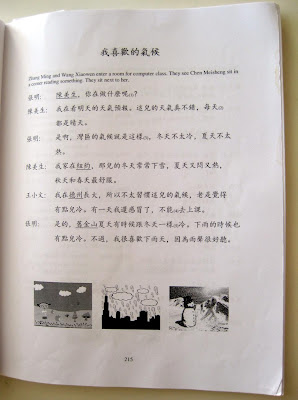 我喜歡的氣候
Zhang Ming and Wang Xiaowen enter a room for computer class. They see Chen Meisheng sit in
a corner reading something. They sit next to her.
張明： 陳美生，你在做什麼呢(1)?
陳美生： 我在看明天的天氣預報。這兒的天氣真不錯，每天(2)
都是晴天。
張明： 是啊，灣區的氣候就是這樣(3)，冬天不太冷，夏天不太
熱。
陳美生： 我家在紐約，那兒的冬天常常下雪，夏天又悶又熱，
秋天和春天最舒服。
王小文： 我在德州長大，所以不太習慣這兒的氣候，老是覺得
有點兒冷。有一天我還感冒了，不能(4)去上課。
張明： 是的，舊金山夏天有時候跟冬天一樣(5)冷。下雨的時候也
有點兒冷。不過，我很喜歡下雨天，因為雨聲很好聽。
215